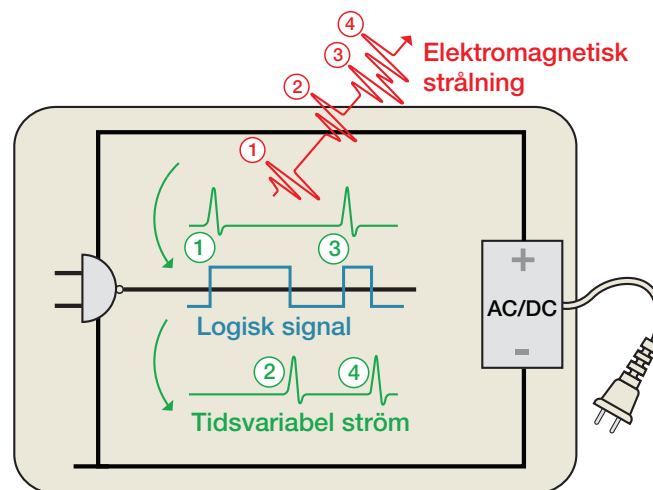 ④
③
Elektromagnetisk
strålning
②
①
① ③
+
AC/DC
-
Logisk signal
② ④
Tidsvariabel ström